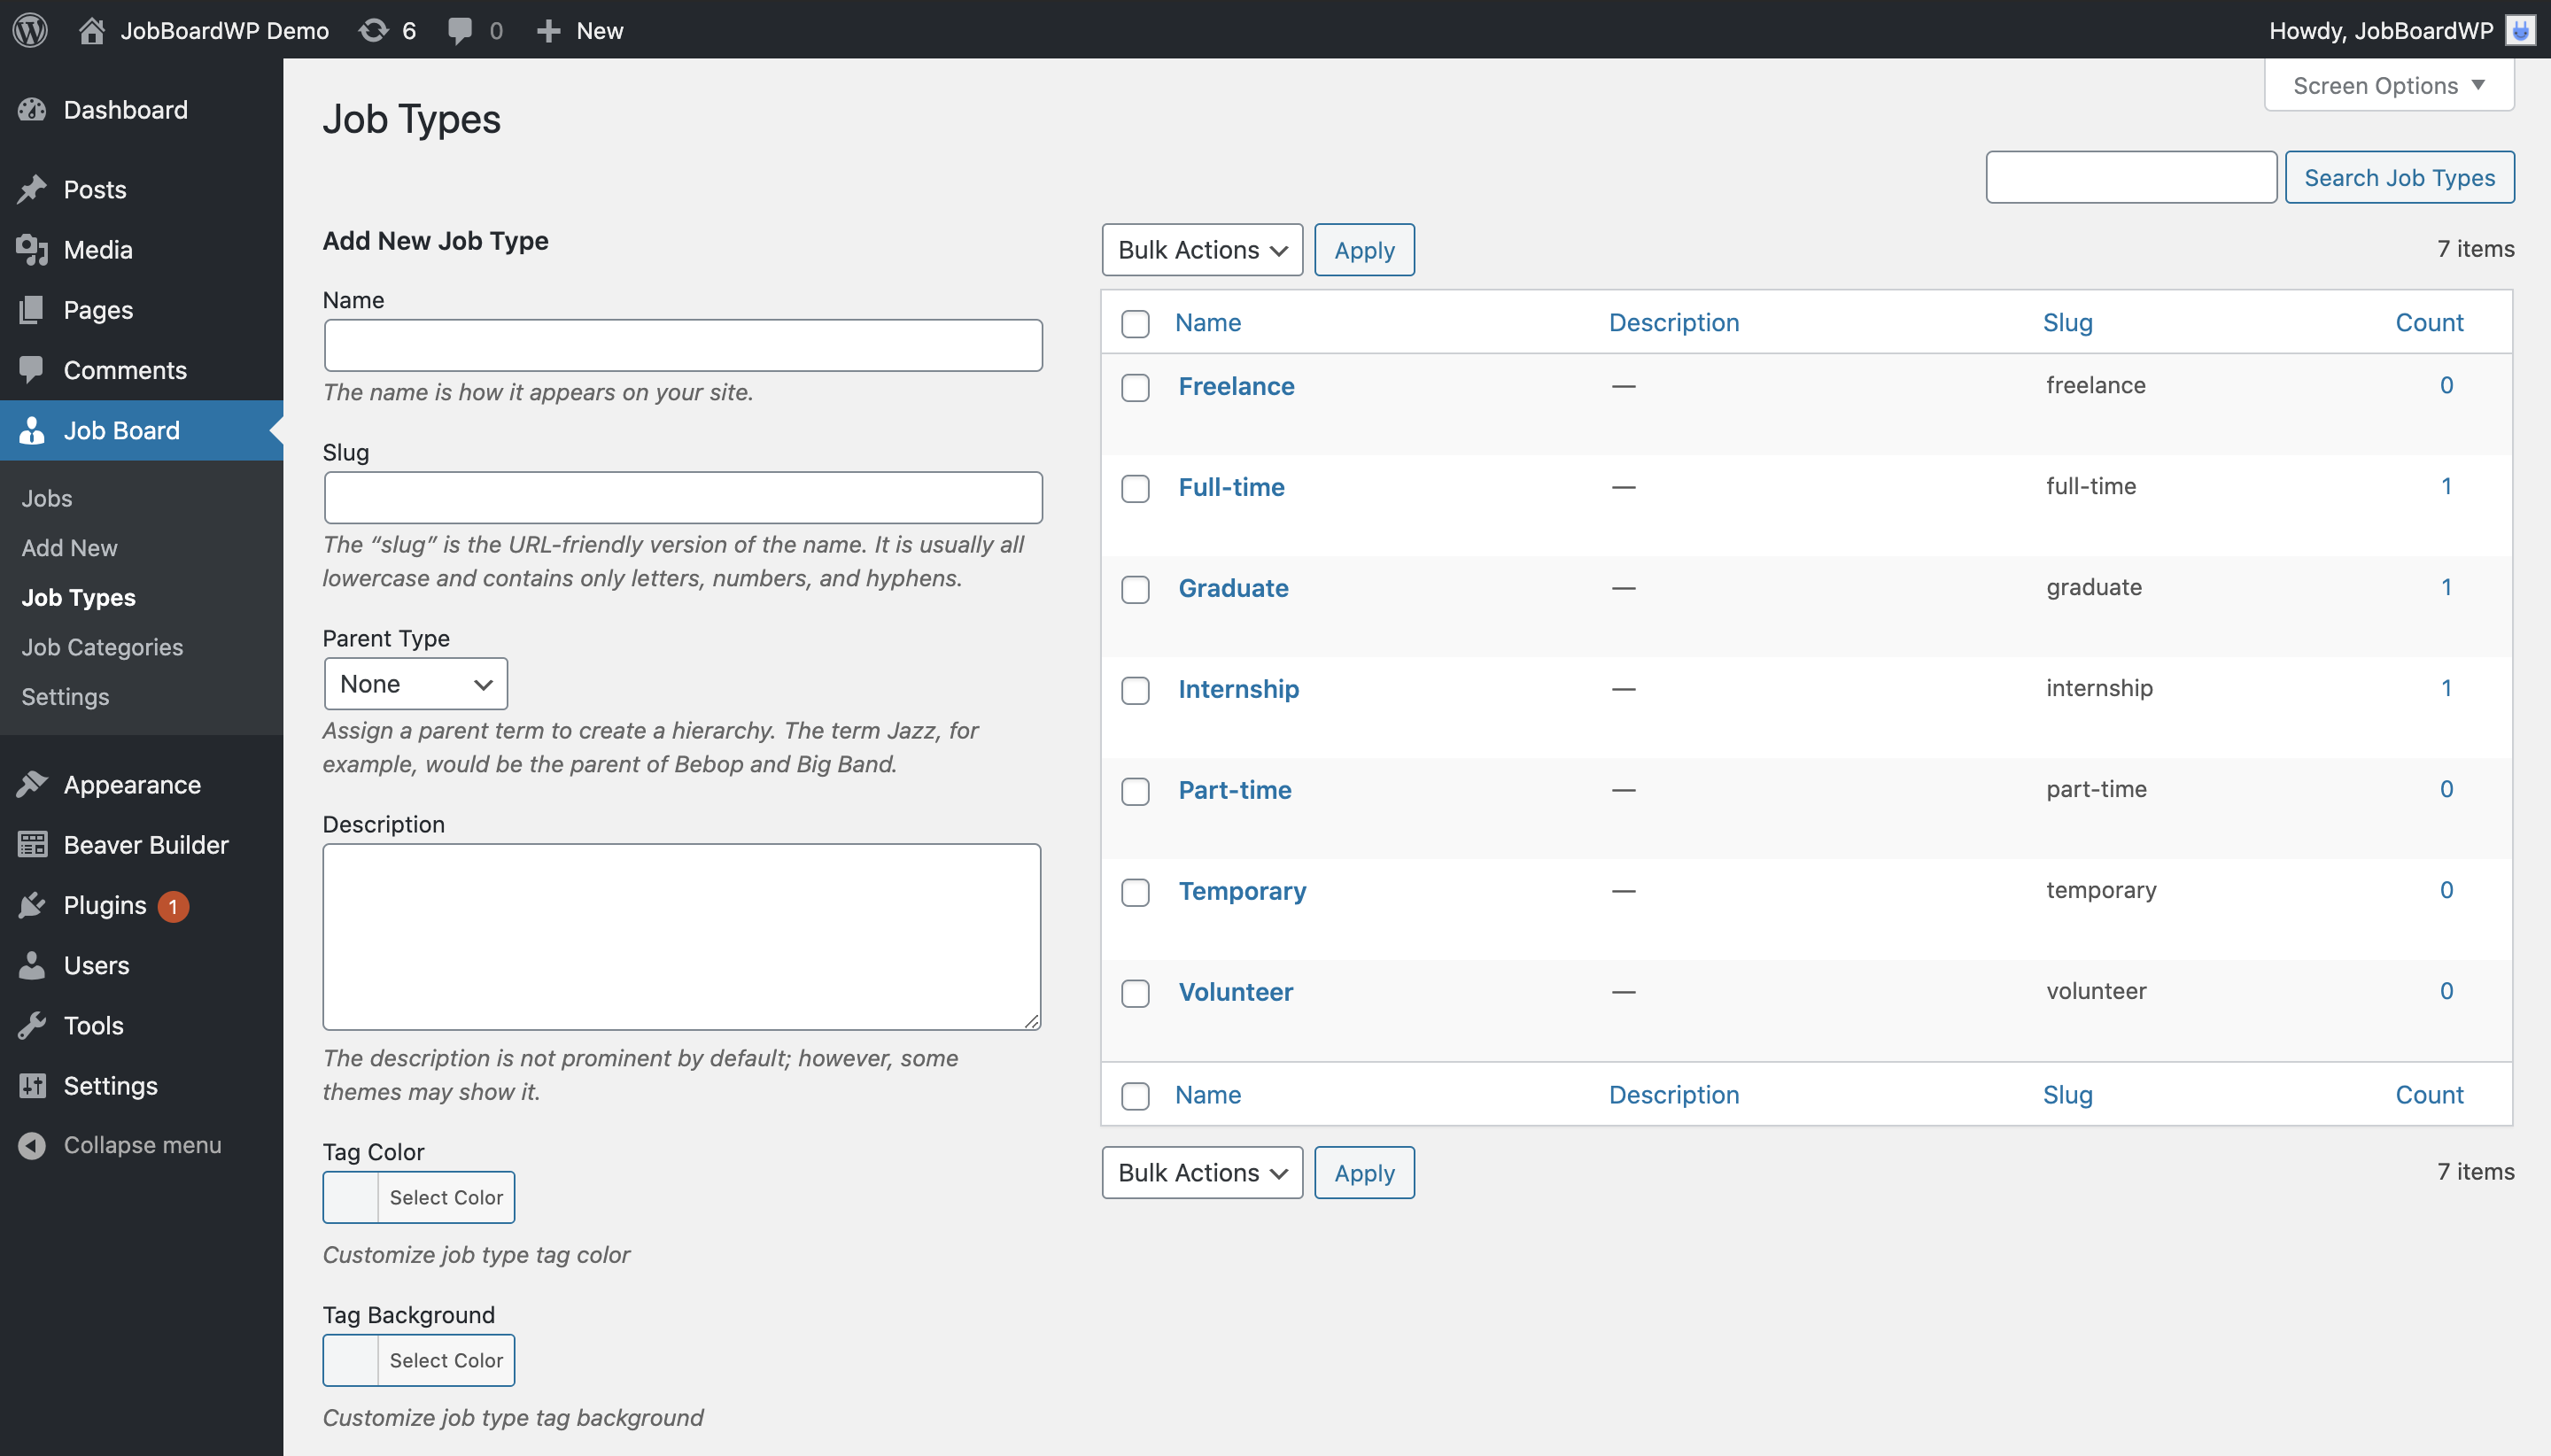 JobBoardWP Demo 6 0 New Howdy, JobBoardWP
Dashboard
Posts
Media
Pages
Comments
Job Board
Jobs
Add New
Job Types
Job Categories
Settings
Appearance
Beaver Builder
Plugins 1
Users
Tools
Settings
Collapse menu
Screen Options
Job Types
Search Job Types
Add New Job Type
Name
The name is how it appears on your site.
Slug
The “slug” is the URL-friendly version of the name. It is usually all
lowercase and contains only letters, numbers, and hyphens.
Parent Type
None
Assign a parent term to create a hierarchy. The term Jazz, for
example, would be the parent of Bebop and Big Band.
Description
The description is not prominent by default; however, some
themes may show it.
Tag Color
Select Color
Customize job type tag color
Tag Background
Select Color
Customize job type tag background
Bulk Actions Apply 7 items
Name Description Slug Count
Freelance — freelance 0
Full-time — full-time 1
Graduate — graduate 1
Internship — internship 1
Part-time — part-time 0
Temporary — temporary 0
Volunteer — volunteer 0
Name Description Slug Count
Bulk Actions Apply 7 items